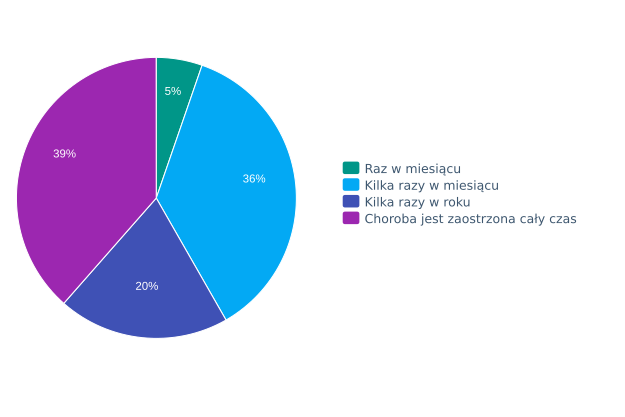 5%
39%
36%
20%
Raz w miesiącu
Kilka razy w miesiącu
Kilka razy w roku
Choroba jest zaostrzona cały czas